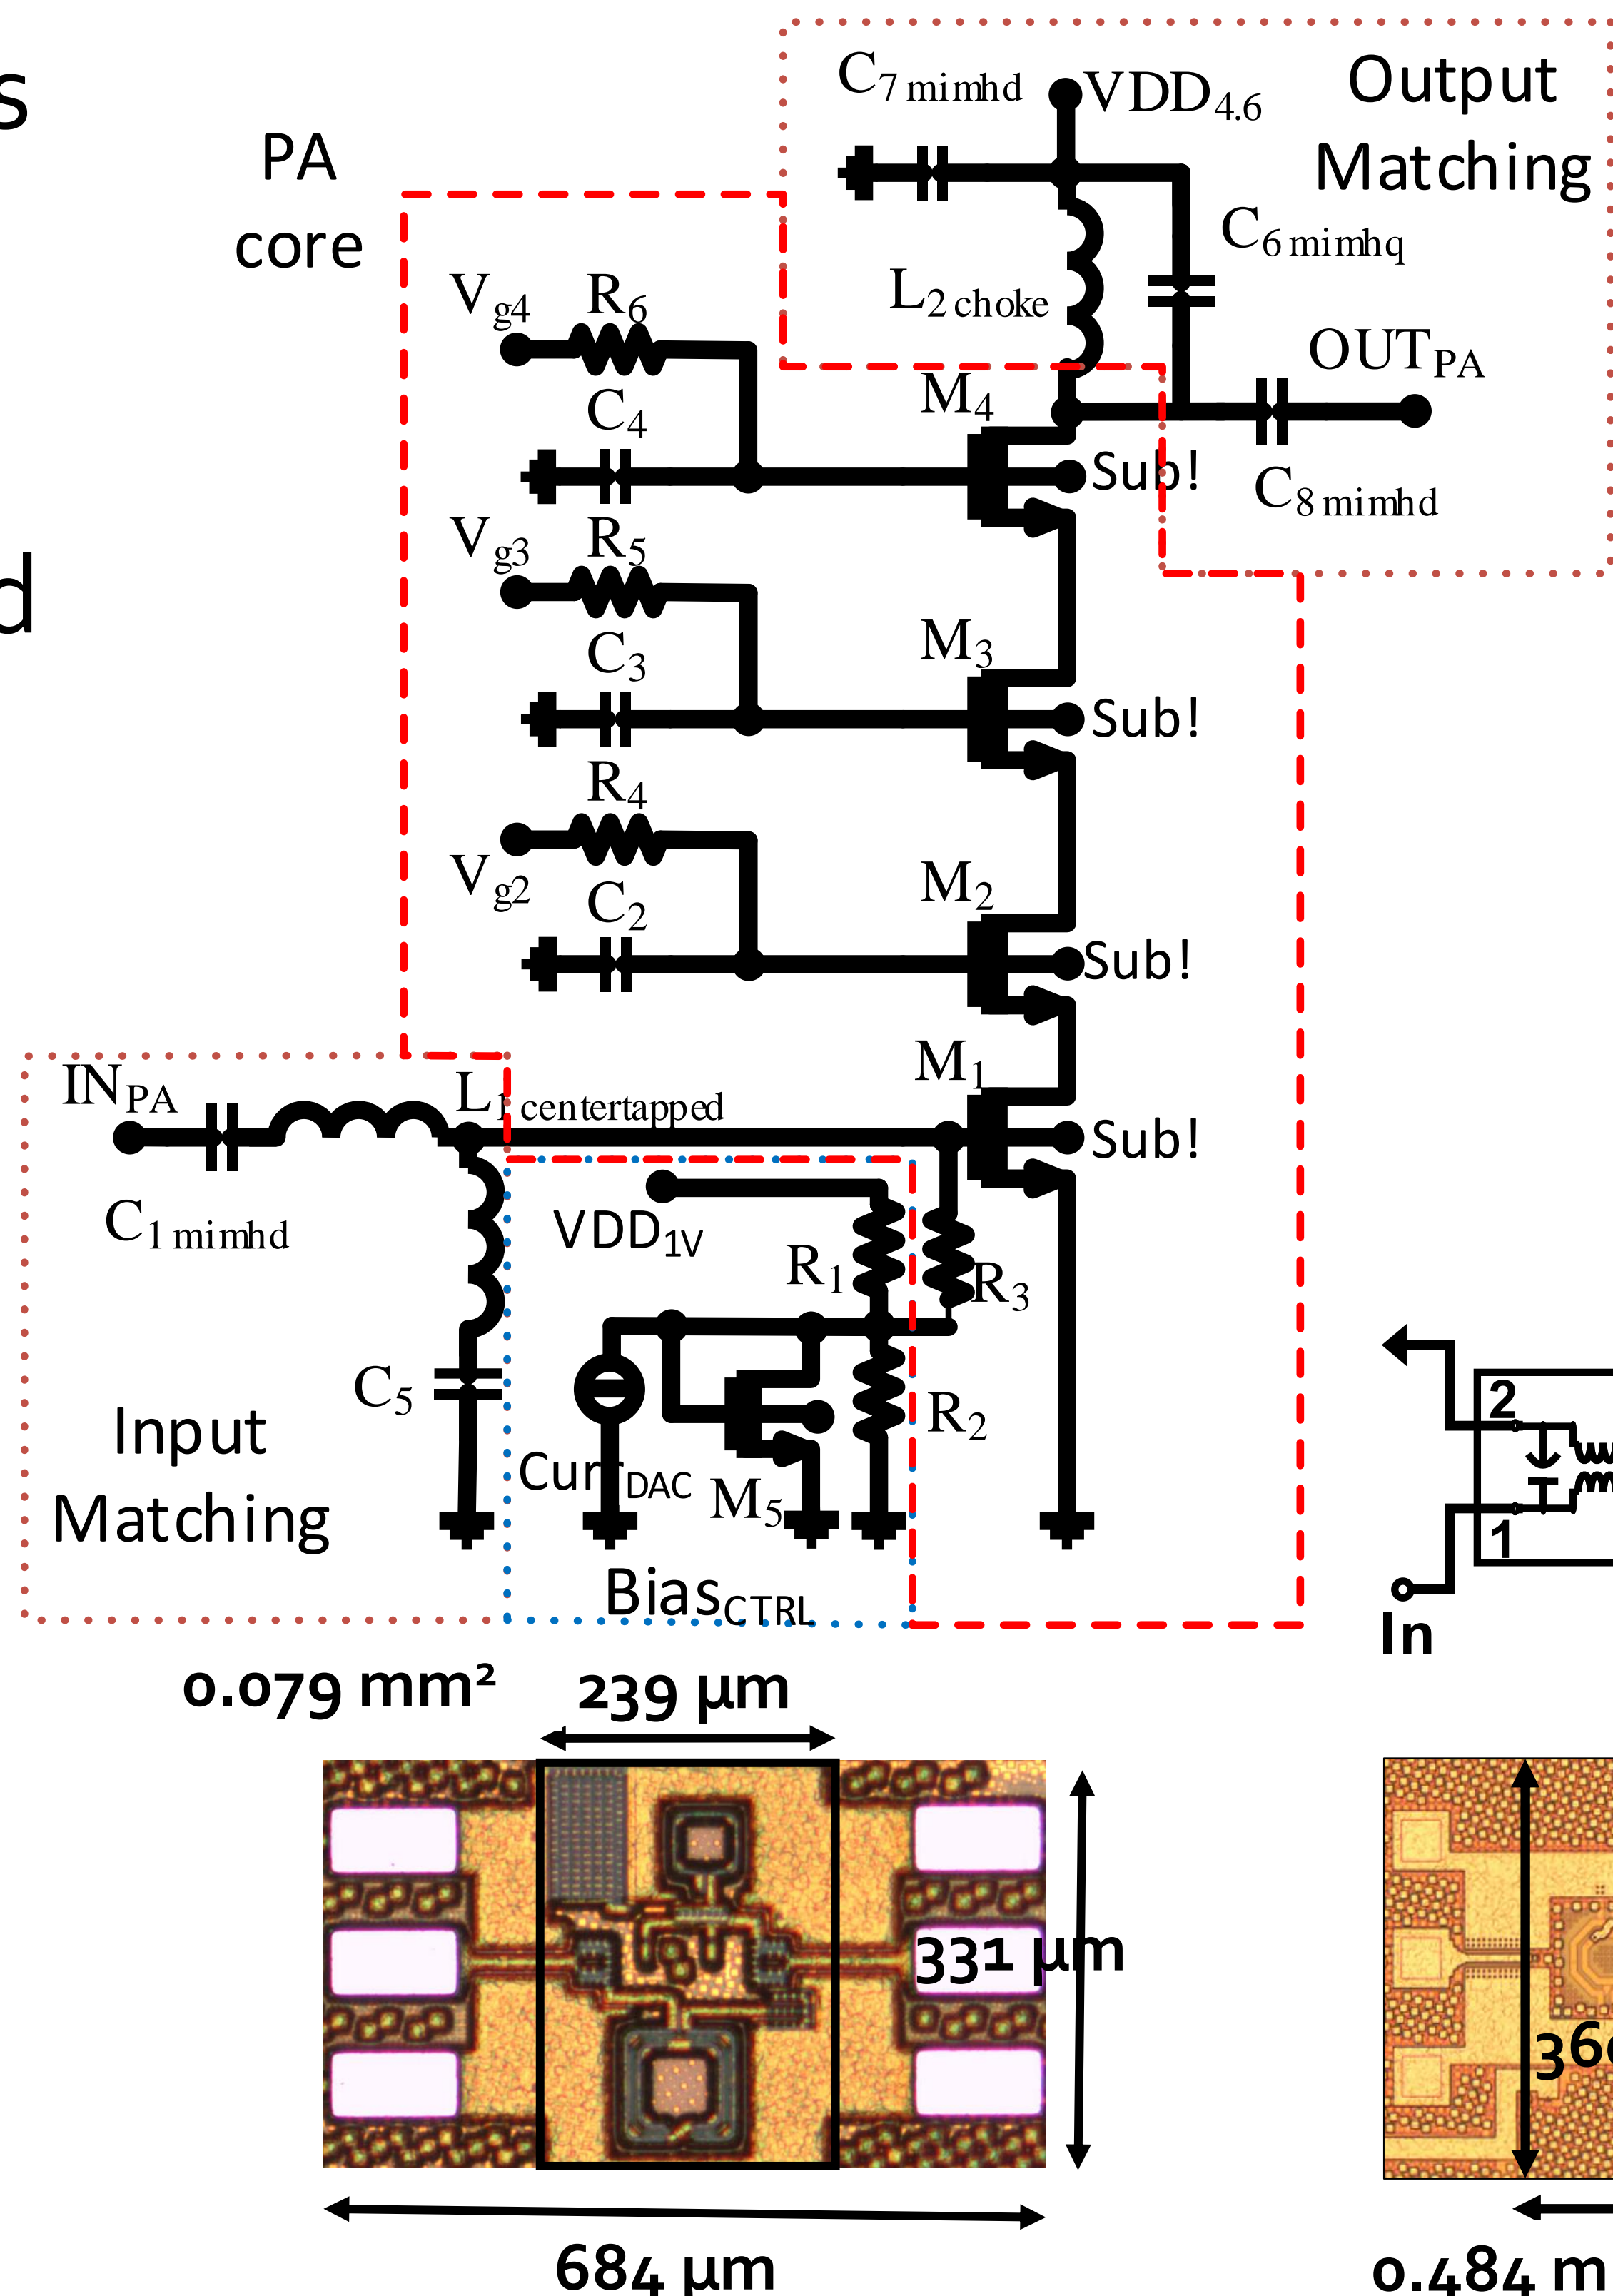 s
d
PA
core
C7 mimhd
VDD4.6
Output
Matching
C6 mimhq
L2 choke
OUTPA
C8 mimhd
Vg4
R6
C4
M4
Sub!
Vg3
R5
C3
M3
Sub!
R4
Vg2
C2
M2
Sub!
INPA
L1 centertapped
M1
Sub!
C1 mimhd
VDD1V
R1
R3
C5
R2
Input
Matching
CurrDAC
M5
BiasCTRL
2
1
In
0.079 mm²
239 µm
331 µm
684 µm
36
0.484 m